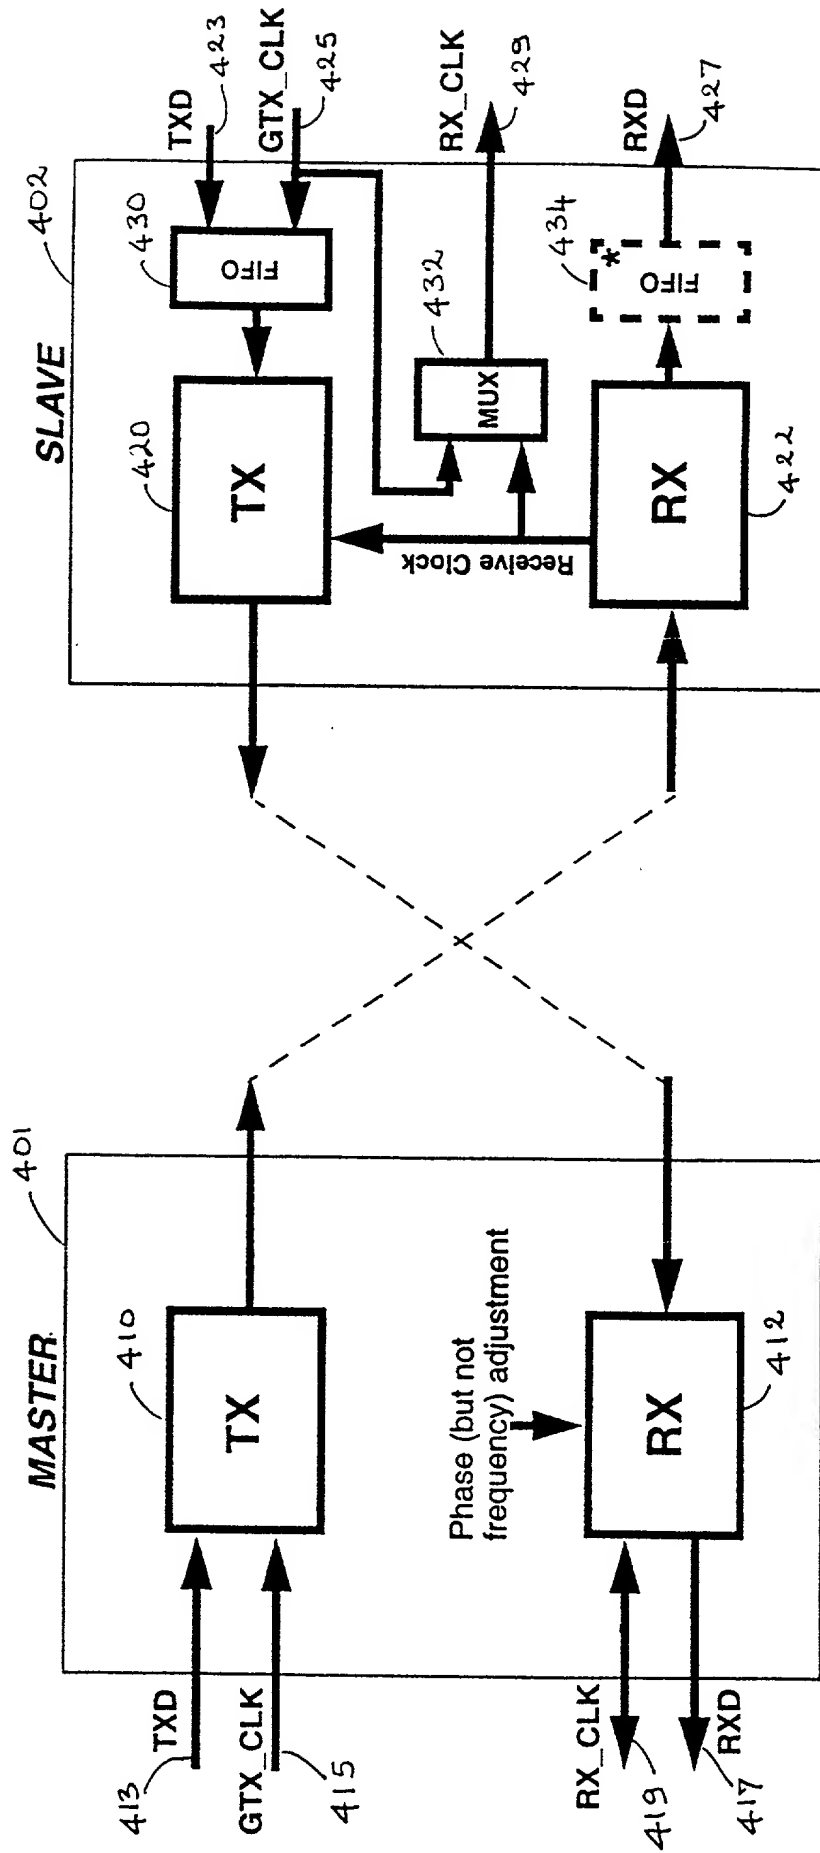 MASTER.
401
TXD
413
GTX_CLK
415
TX
410
Phase (but not
frequency) adjustment
RX_CLK
419
RXD
417
RX
412
SLAVE
402
TX
420
FIFO
430
TXD
423
GTX_CLK
425
Receive Clock
MUX
432
RX_CLK
429
RX
422
FIFO
*
434
RXD
427